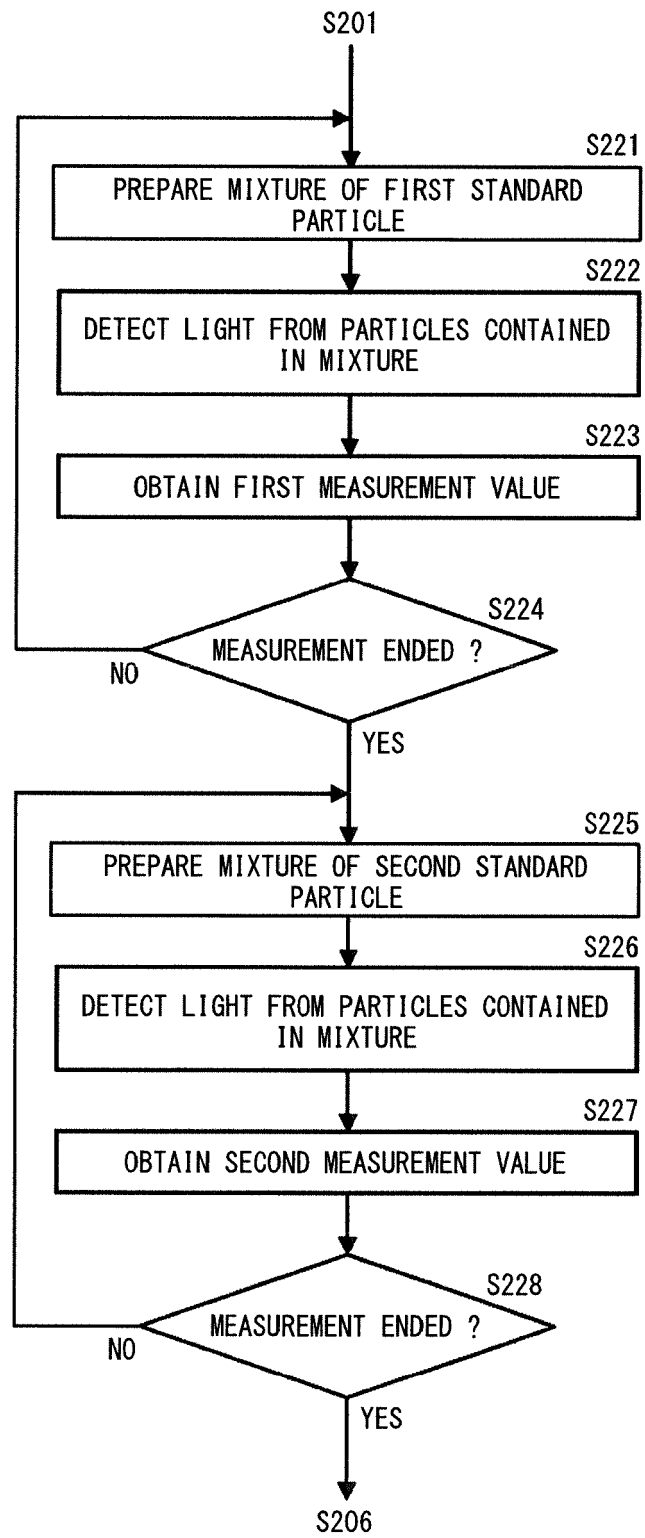 S201
S221
PREPARE MIXTURE OF FIRST STANDARD
PARTICLE
S222
DETECT LIGHT FROM PARTICLES CONTAINED
IN MIXTURE
S223
OBTAIN FIRST MEASUREMENT VALUE
S224
MEASUREMENT ENDED ?
NO
YES
S225
PREPARE MIXTURE OF SECOND STANDARD
PARTICLE
S226
DETECT LIGHT FROM PARTICLES CONTAINED
IN MIXTURE
S227
OBTAIN SECOND MEASUREMENT VALUE
S228
MEASUREMENT ENDED ?
NO
YES
S206